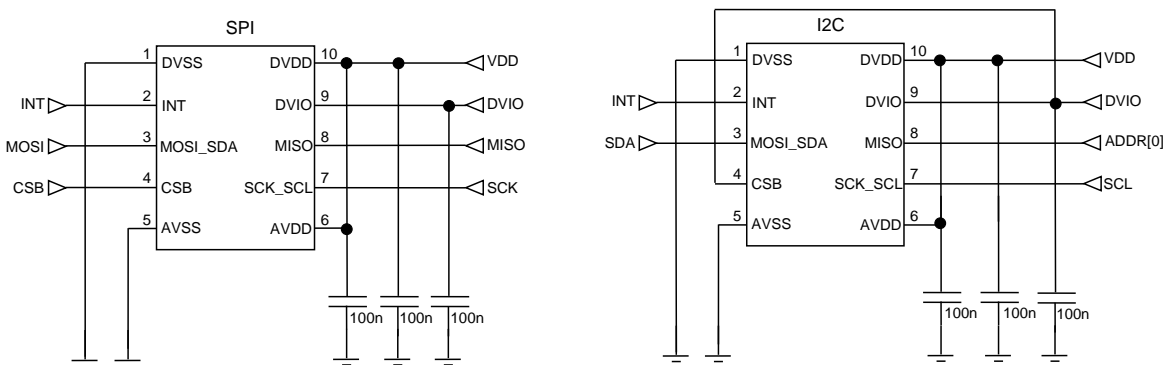 SPI
1 DVSS DVDD 10 VDD
INT 2 INT DVIO 9 DVIO
MOSI 3 MOSI_SDA MISO 8 MISO
CSB 4 CSB SCK_SCL 7 SCK
5 AVSS AVDD 6
100n 100n 100n
I2C
1 DVSS DVDD 10 VDD
INT 2 INT DVIO 9 DVIO
SDA 3 MOSI_SDA MISO 8 ADDR[0]
4 CSB SCK_SCL 7 SCL
5 AVSS AVDD 6
100n 100n 100n